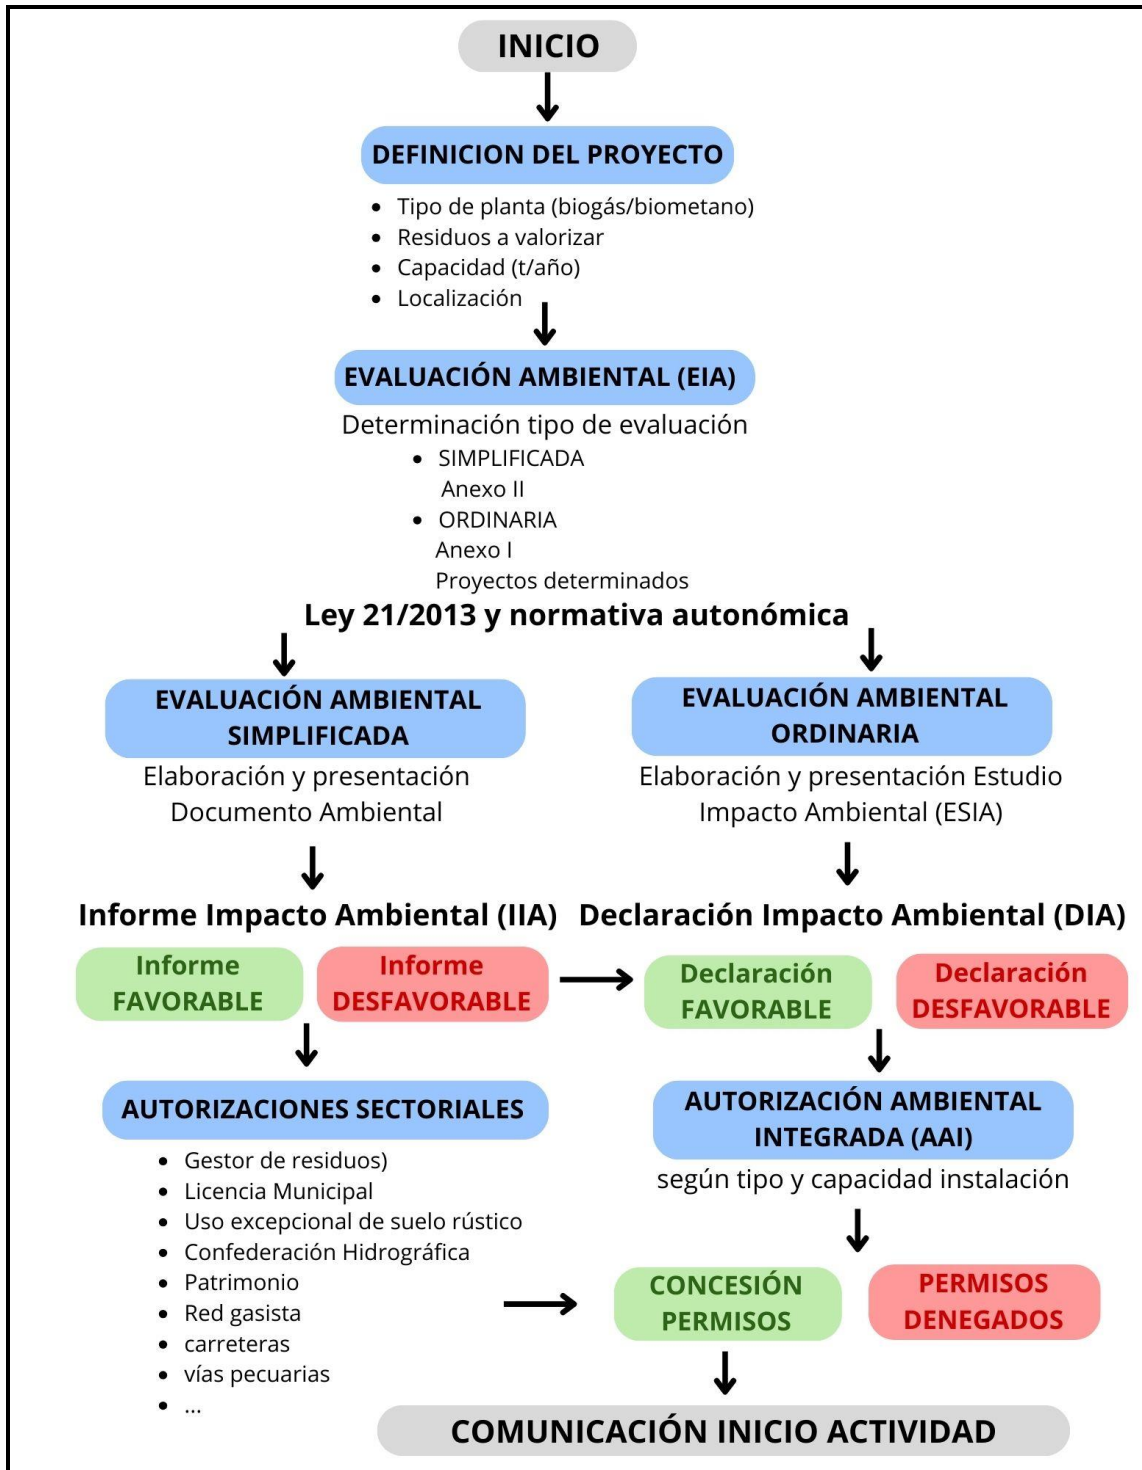 INICIO
DEFINICION DEL PROYECTO
• Tipo de planta (biogás/biometano)
• Residuos a valorizar
• Capacidad (t/año)
• Localización
EVALUACIÓN AMBIENTAL (EIA)
Determinación tipo de evaluación
• SIMPLIFICADA
Anexo II
• ORDINARIA
Anexo I
Proyectos determinados
Ley 21/2013 y normativa autonómica
EVALUACIÓN AMBIENTAL
SIMPLIFICADA
Elaboración y presentación
Documento Ambiental
EVALUACIÓN AMBIENTAL
ORDINARIA
Elaboración y presentación Estudio
Impacto Ambiental (ESIA)
Informe Impacto Ambiental (IIA)
Informe
FAVORABLE
Informe
DESFAVORABLE
Declaración Impacto Ambiental (DIA)
Declaración
FAVORABLE
Declaración
DESFAVORABLE
AUTORIZACIONES SECTORIALES
• Gestor de residuos)
• Licencia Municipal
• Uso excepcional de suelo rústico
• Confederación Hidrográfica
• Patrimonio
• Red gasista
• carreteras
• vías pecuarias
• ...
AUTORIZACIÓN AMBIENTAL
INTEGRADA (AAI)
según tipo y capacidad instalación
CONCESIÓN
PERMISOS
PERMISOS
DENEGADOS
COMUNICACIÓN INICIO ACTIVIDAD